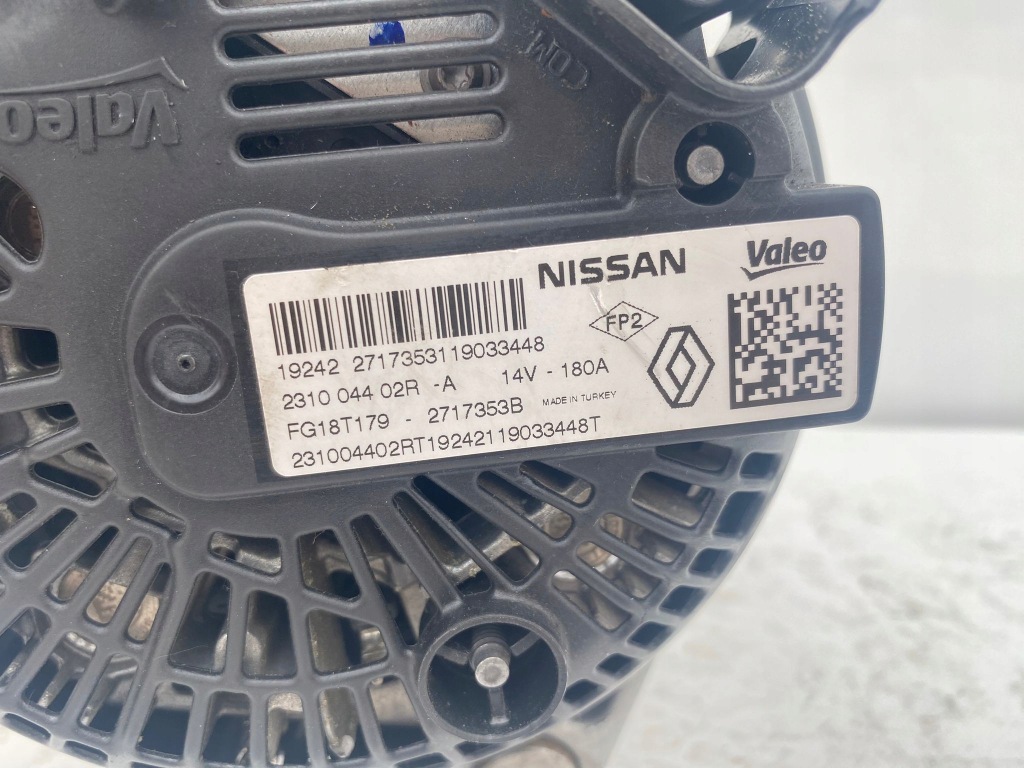 Valeo
COM
NISSAN
Valeo
FP2
19242 2717353119033448
2310 044 02R -A 14V - 180A
FG18T179 - 2717353B MADE IN TURKEY
231004402RT19242119033448T